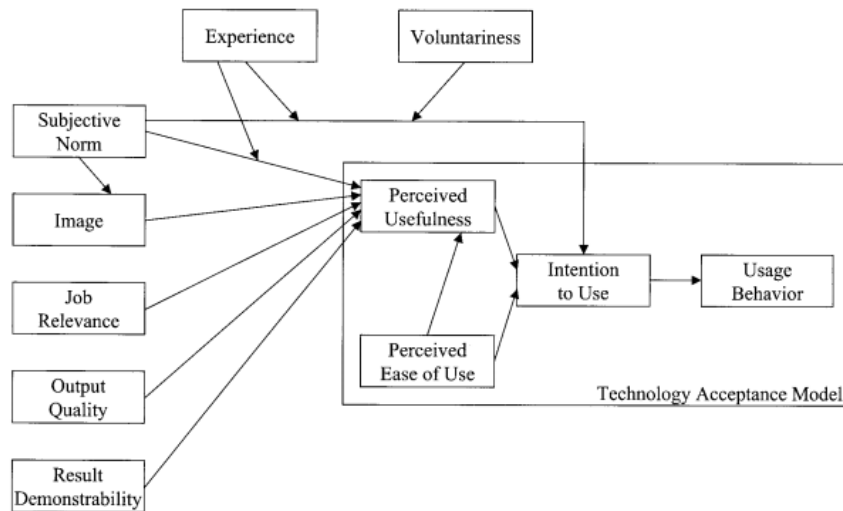 Experience
Voluntariness
Subjective
Norm
Image
Perceived
Usefulness
Intention
to Use
Usage
Behavior
Job
Relevance
Perceived
Ease of Use
Output
Quality
Technology Acceptance Model
Result
Demonstrability